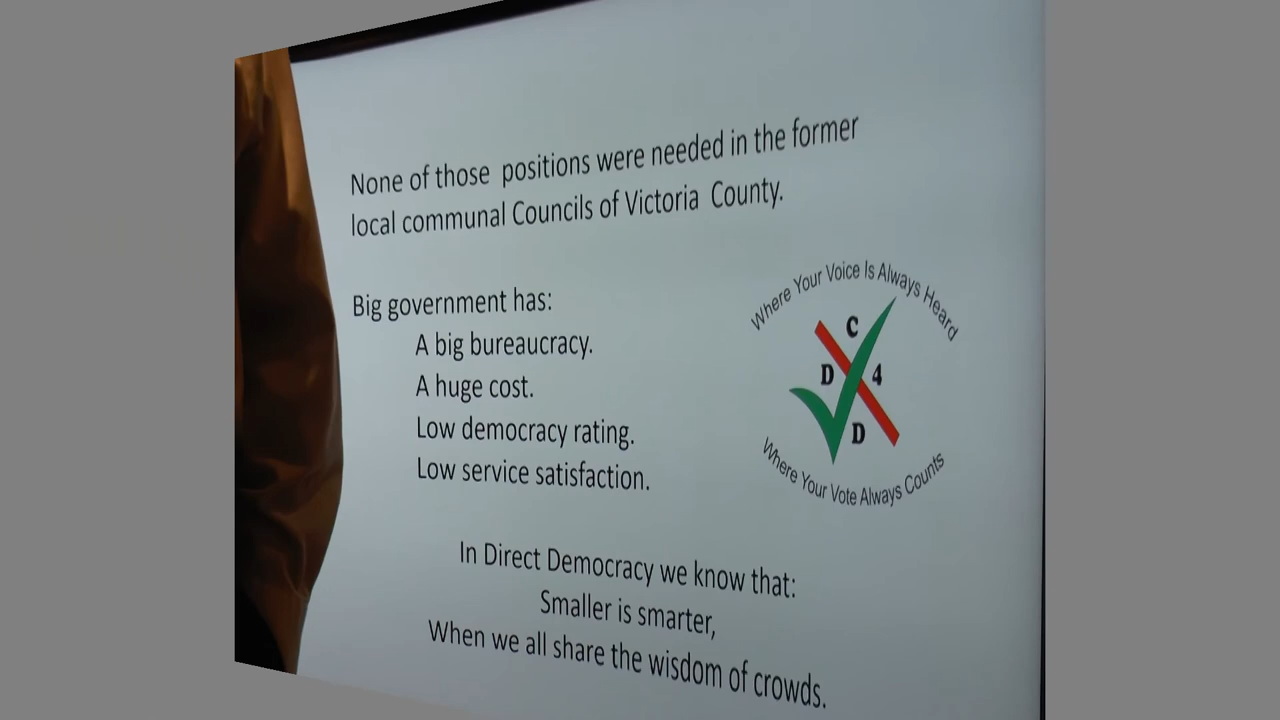 None of those positions were needed in the former
local communal Councils of Victoria County.
Big government has:
A big bureaucracy.
A huge cost.
Low democracy rating.
Low service satisfaction.
Where Your Voice Is Always Heard
C
D 4
D
Where Your Vote Always Counts
In Direct Democracy we know that:
Smaller is smarter,
When we all share the wisdom of crowds.